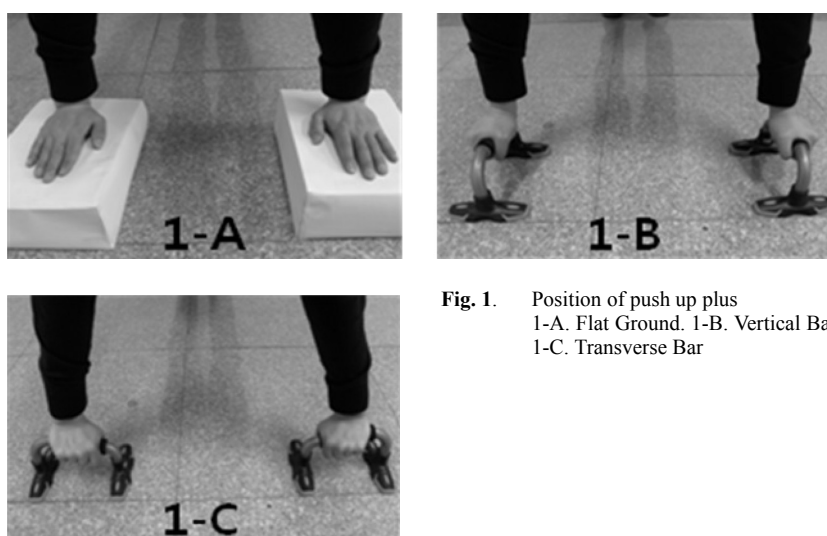 1-A
1-B
Fig. 1. Position of push up plus
1-A. Flat Ground. 1-B. Vertical
1-C. Transverse Bar
1-C